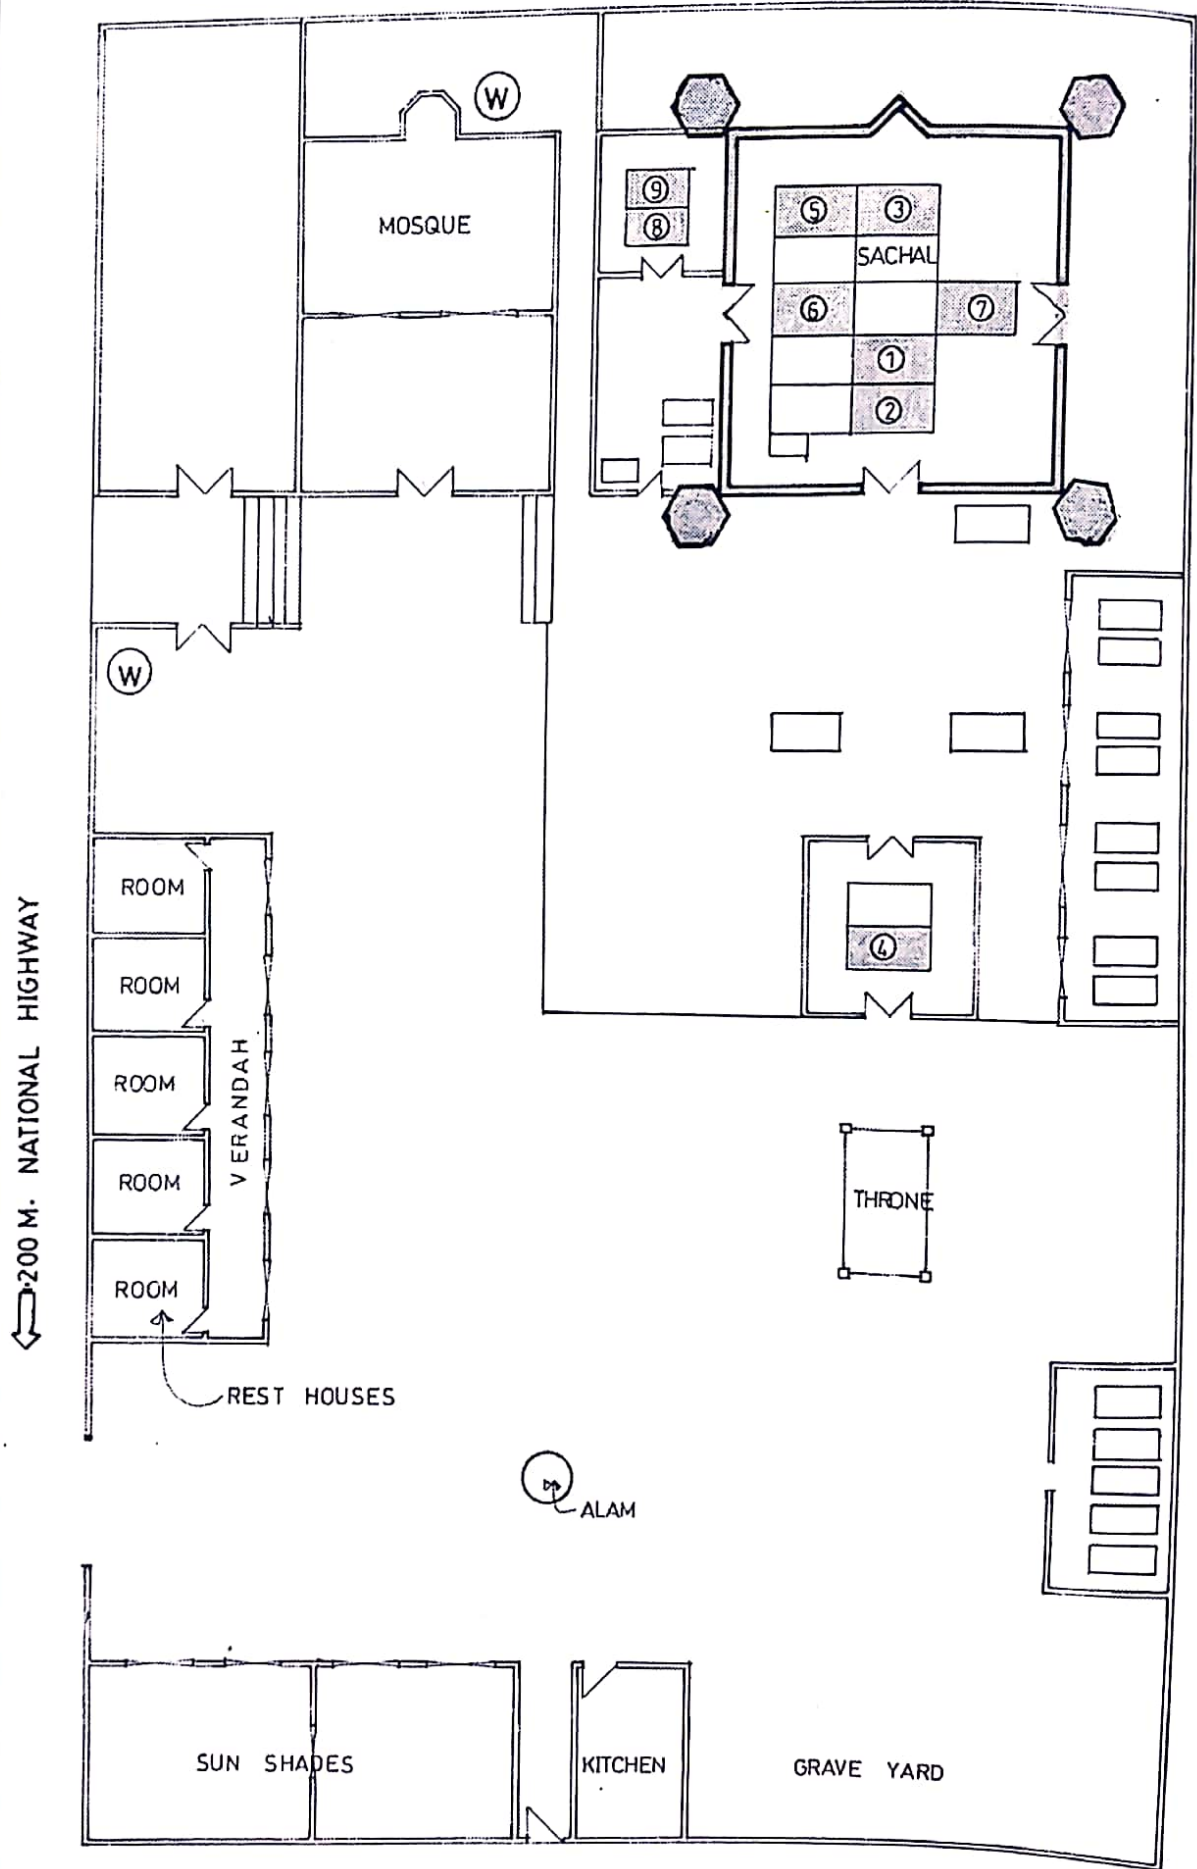 W
MOSQUE
9
8
5
3
SACHAL
6
7
1
2
W
ROOM
ROOM
ROOM
ROOM
ROOM
VERANDAH
200 M. NATIONAL HIGHWAY
4
THRONE
REST HOUSES
ALAM
SUN SHADES
KITCHEN
GRAVE YARD